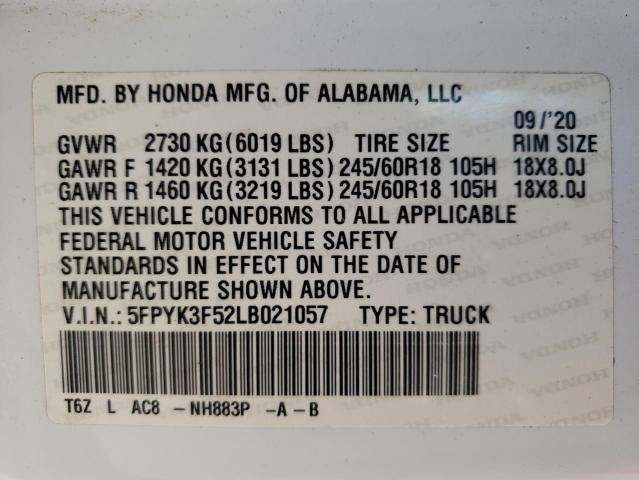 MFD. BY HONDA MFG. OF ALABAMA, LLC
09/'20
GVWR 2730 KG(6019 LBS) TIRE SIZE RIM SIZE
GAWR F 1420 KG(3131 LBS) 245/60R18 105H 18X8.0J
GAWR R 1460 KG(3219 LBS) 245/60R18 105H 18X8.0J
THIS VEHICLE CONFORMS TO ALL APPLICABLE
FEDERAL MOTOR VEHICLE SAFETY
STANDARDS IN EFFECT ON THE DATE OF
MANUFACTURE SHOWN ABOVE.
V.I.N.: 5FPYK3F52LB021057 TYPE: TRUCK
T6Z L AC8 -NH883P -A-B